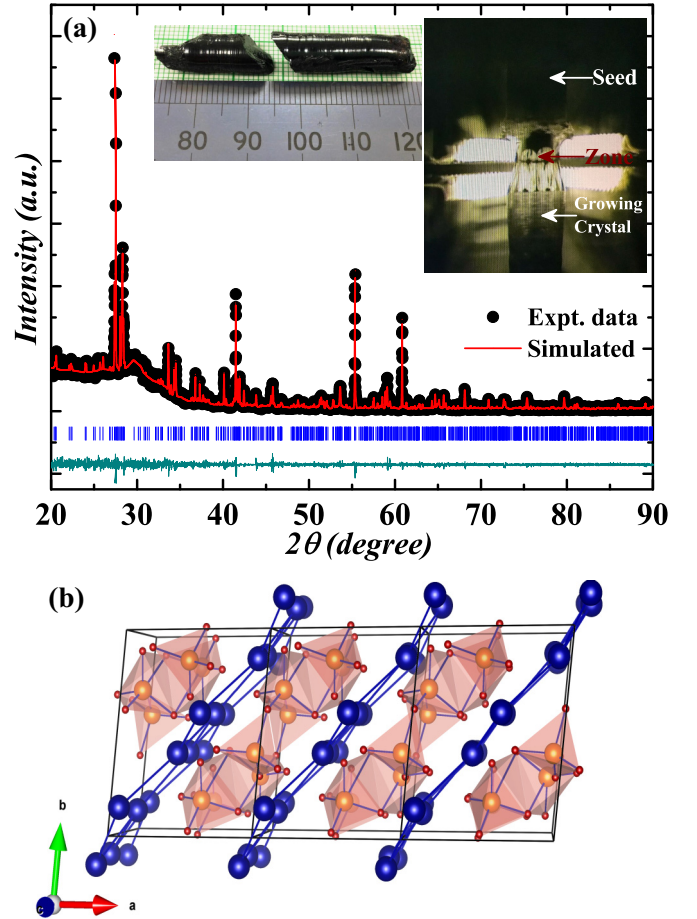 (a)
80 90 100 110 120
Seed
Zone
Growing
Crystal
Intensity (a.u.)
Expt. data
Simulated
20 30 40 50 60 70 80 90
2θ (degree)
(b)
b
a
c